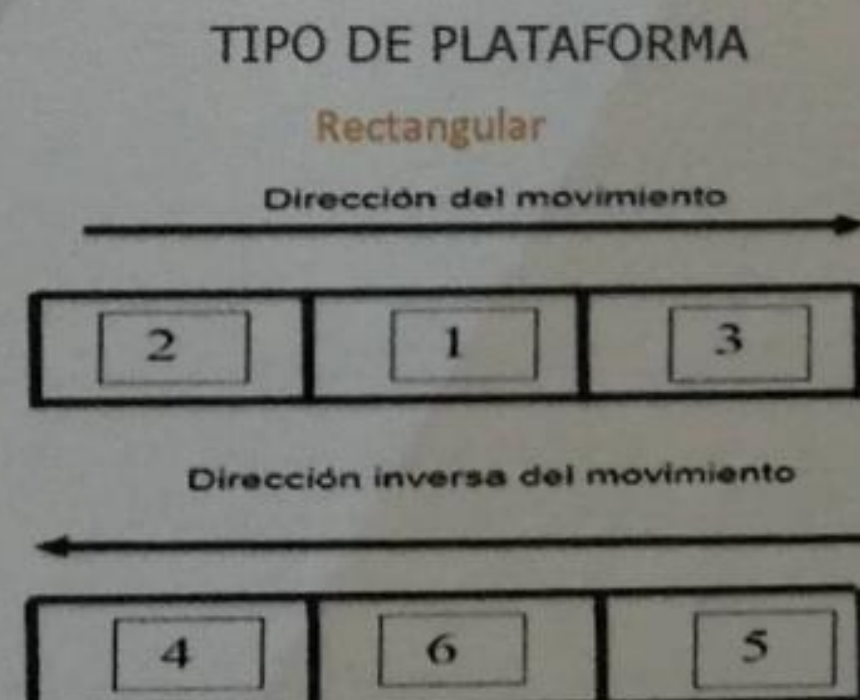 TIPO DE PLATAFORMA
Rectangular
Dirección del movimiento
2 1 3
Dirección inversa del movimiento
4 6 5